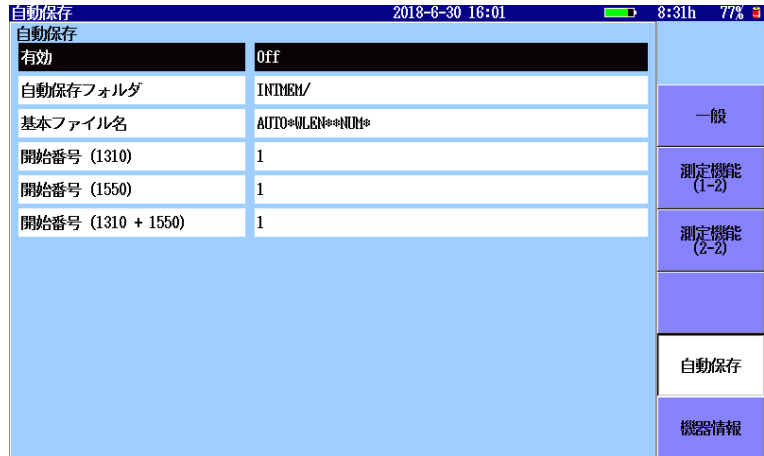 自動保存 2018-6-30 16:01 8:31h 77%
自動保存
有効 Off
自動保存フォルダ INTMEM/
基本ファイル名 AUTO*WLEN**NUM*
開始番号 (1310) 1
開始番号 (1550) 1
開始番号 (1310 + 1550) 1
一般
測定機能
(1-2)
測定機能
(2-2)
自動保存
機器情報